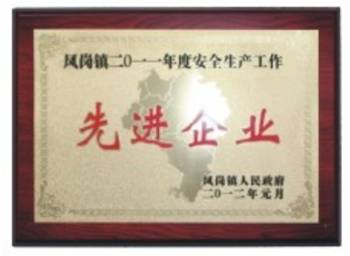 凤岗镇二〇一一年度安全生产工作
先进企业
凤岗镇人民政府
二〇一二年元月